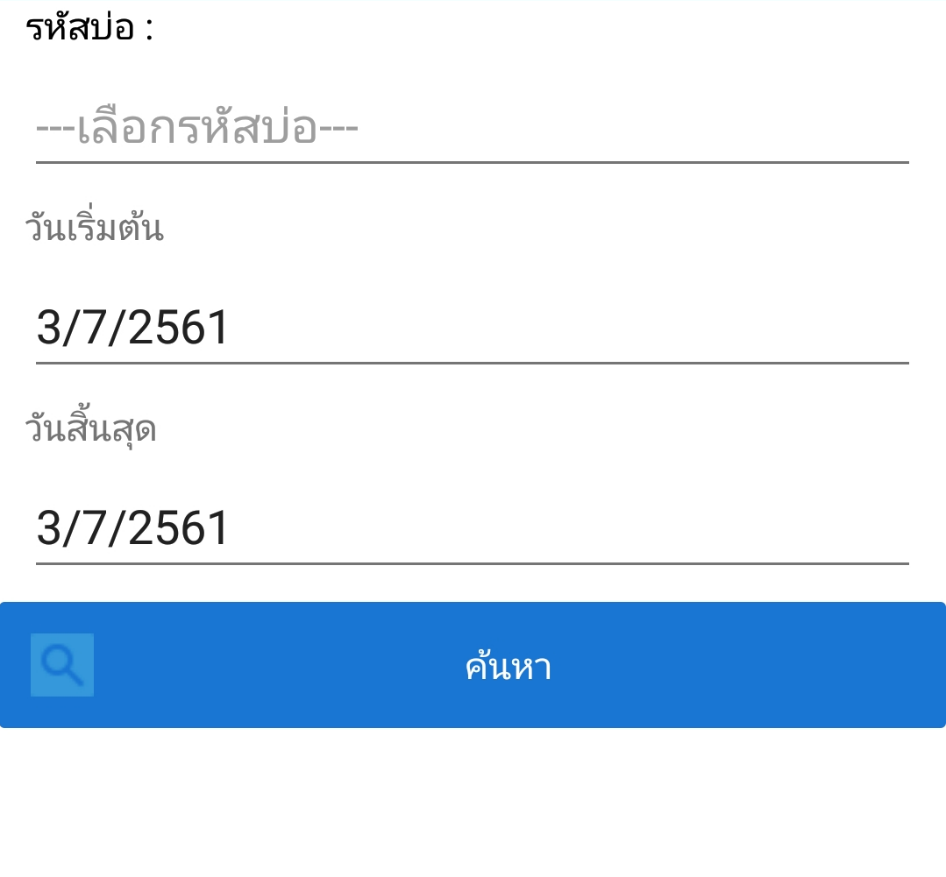 รหัสบ่อ :
---เลือกรหัสบ่อ---
วันเริ่มต้น
3/7/2561
วันสิ้นสุด
3/7/2561
ค้นหา